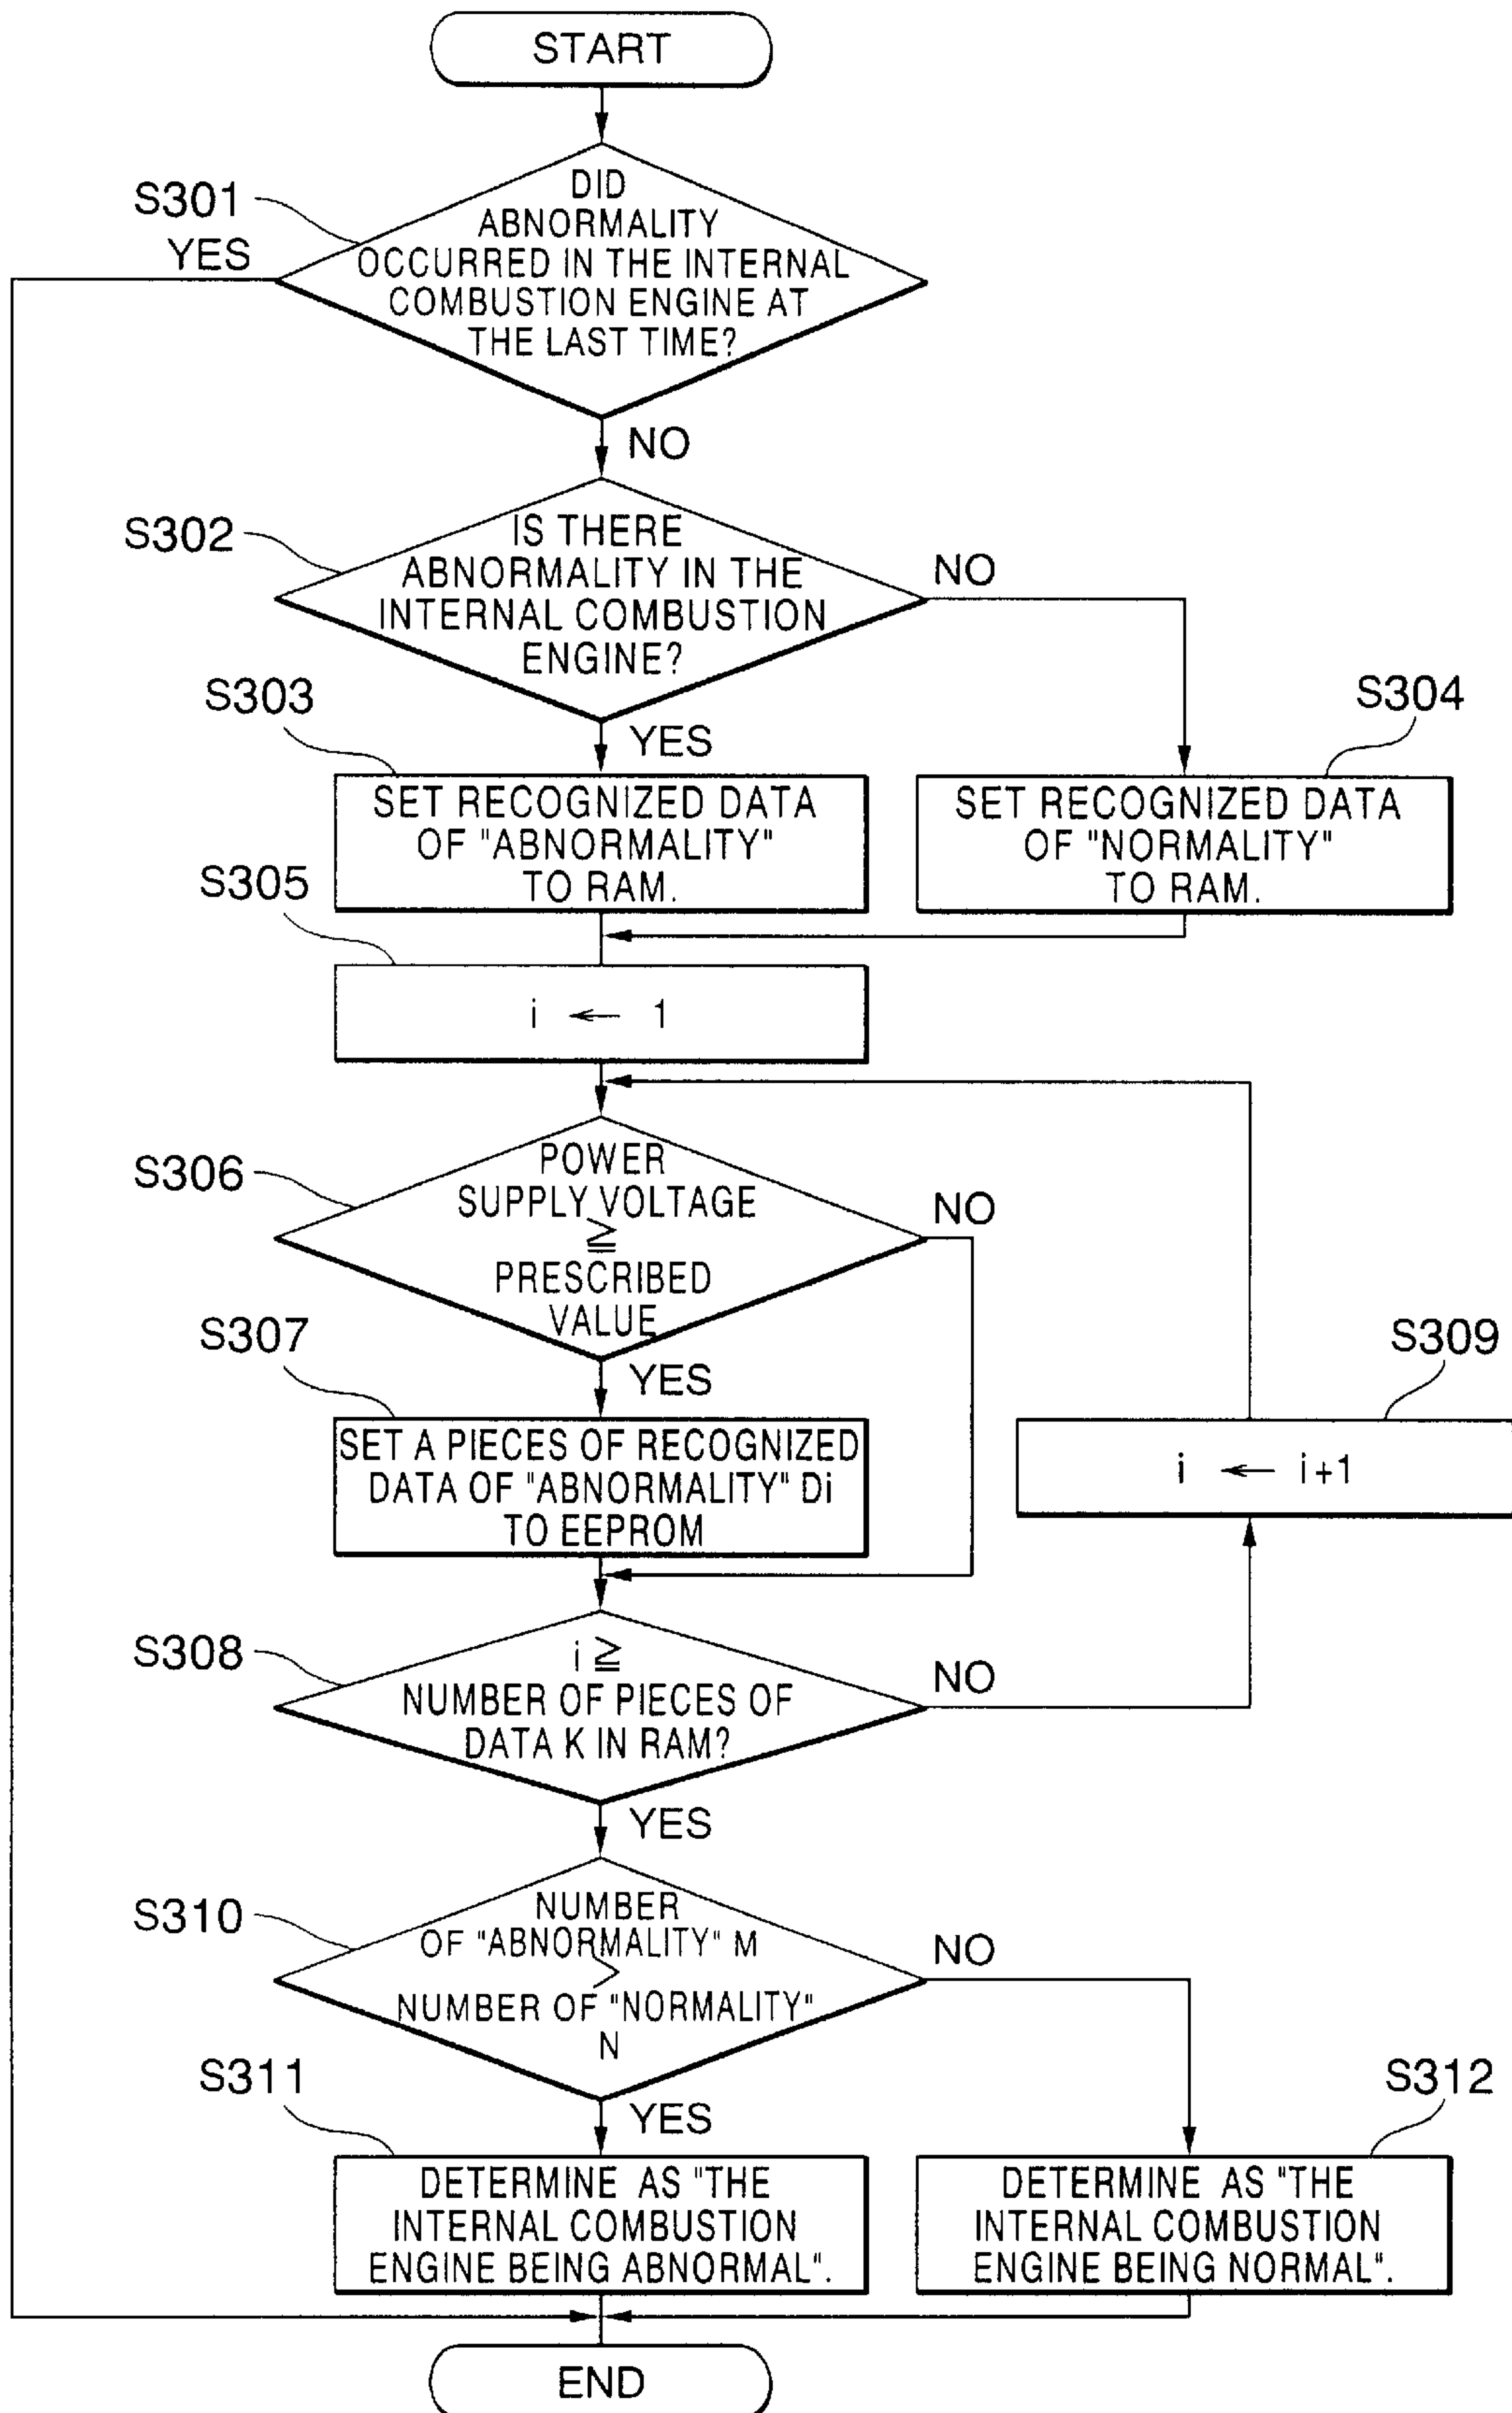 START
S301
YES
DID
ABNORMALITY
OCCURRED IN THE INTERNAL
COMBUSTION ENGINE AT
THE LAST TIME?
NO
S302
IS THERE
ABNORMALITY IN THE
INTERNAL COMBUSTION
ENGINE?
NO
YES
S303
SET RECOGNIZED DATA
OF "ABNORMALITY"
TO RAM.
S304
SET RECOGNIZED DATA
OF "NORMALITY"
TO RAM.
S305
i ← 1
S306
POWER
SUPPLY VOLTAGE
≧
PRESCRIBED
VALUE
NO
YES
S307
SET A PIECES OF RECOGNIZED
DATA OF "ABNORMALITY" Di
TO EEPROM
S309
i ← i+1
S308
i ≧
NUMBER OF PIECES OF
DATA K IN RAM?
NO
YES
S310
NUMBER
OF "ABNORMALITY" M
>
NUMBER OF "NORMALITY"
N
NO
YES
S311
DETERMINE AS "THE
INTERNAL COMBUSTION
ENGINE BEING ABNORMAL".
S312
DETERMINE AS "THE
INTERNAL COMBUSTION
ENGINE BEING NORMAL".
END